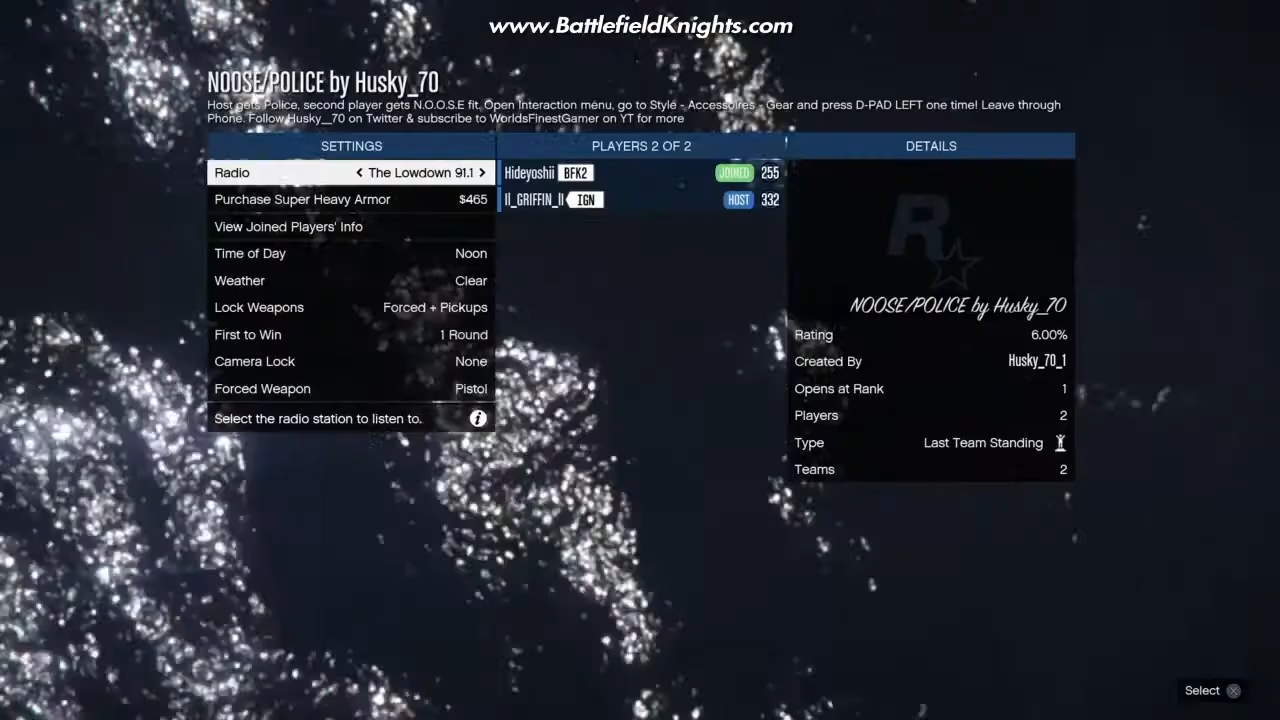 www.BattlefieldKnights.com
NOOSE/POLICE by Husky_70
Host gets Police, second player gets N.O.O.S.E fit. Open Interaction menu, go to Style - Accessoires - Gear and press D-PAD LEFT one time! Leave through
Phone. Follow Husky__70 on Twitter & subscribe to WorldsFinestGamer on YT for more
SETTINGS
PLAYERS 2 OF 2
DETAILS
Radio < The Lowdown 91.1 >
Purchase Super Heavy Armor $465
View Joined Players' Info
Time of Day Noon
Weather Clear
Lock Weapons Forced + Pickups
First to Win 1 Round
Camera Lock None
Forced Weapon Pistol
Select the radio station to listen to.
Hideyoshii BFK2 JOINED 255
ll_GRIFFIN_ll IGN HOST 332
R
NOOSE/POLICE by Husky_70
Rating 6.00%
Created By Husky_70_1
Opens at Rank 1
Players 2
Type Last Team Standing
Teams 2
Select